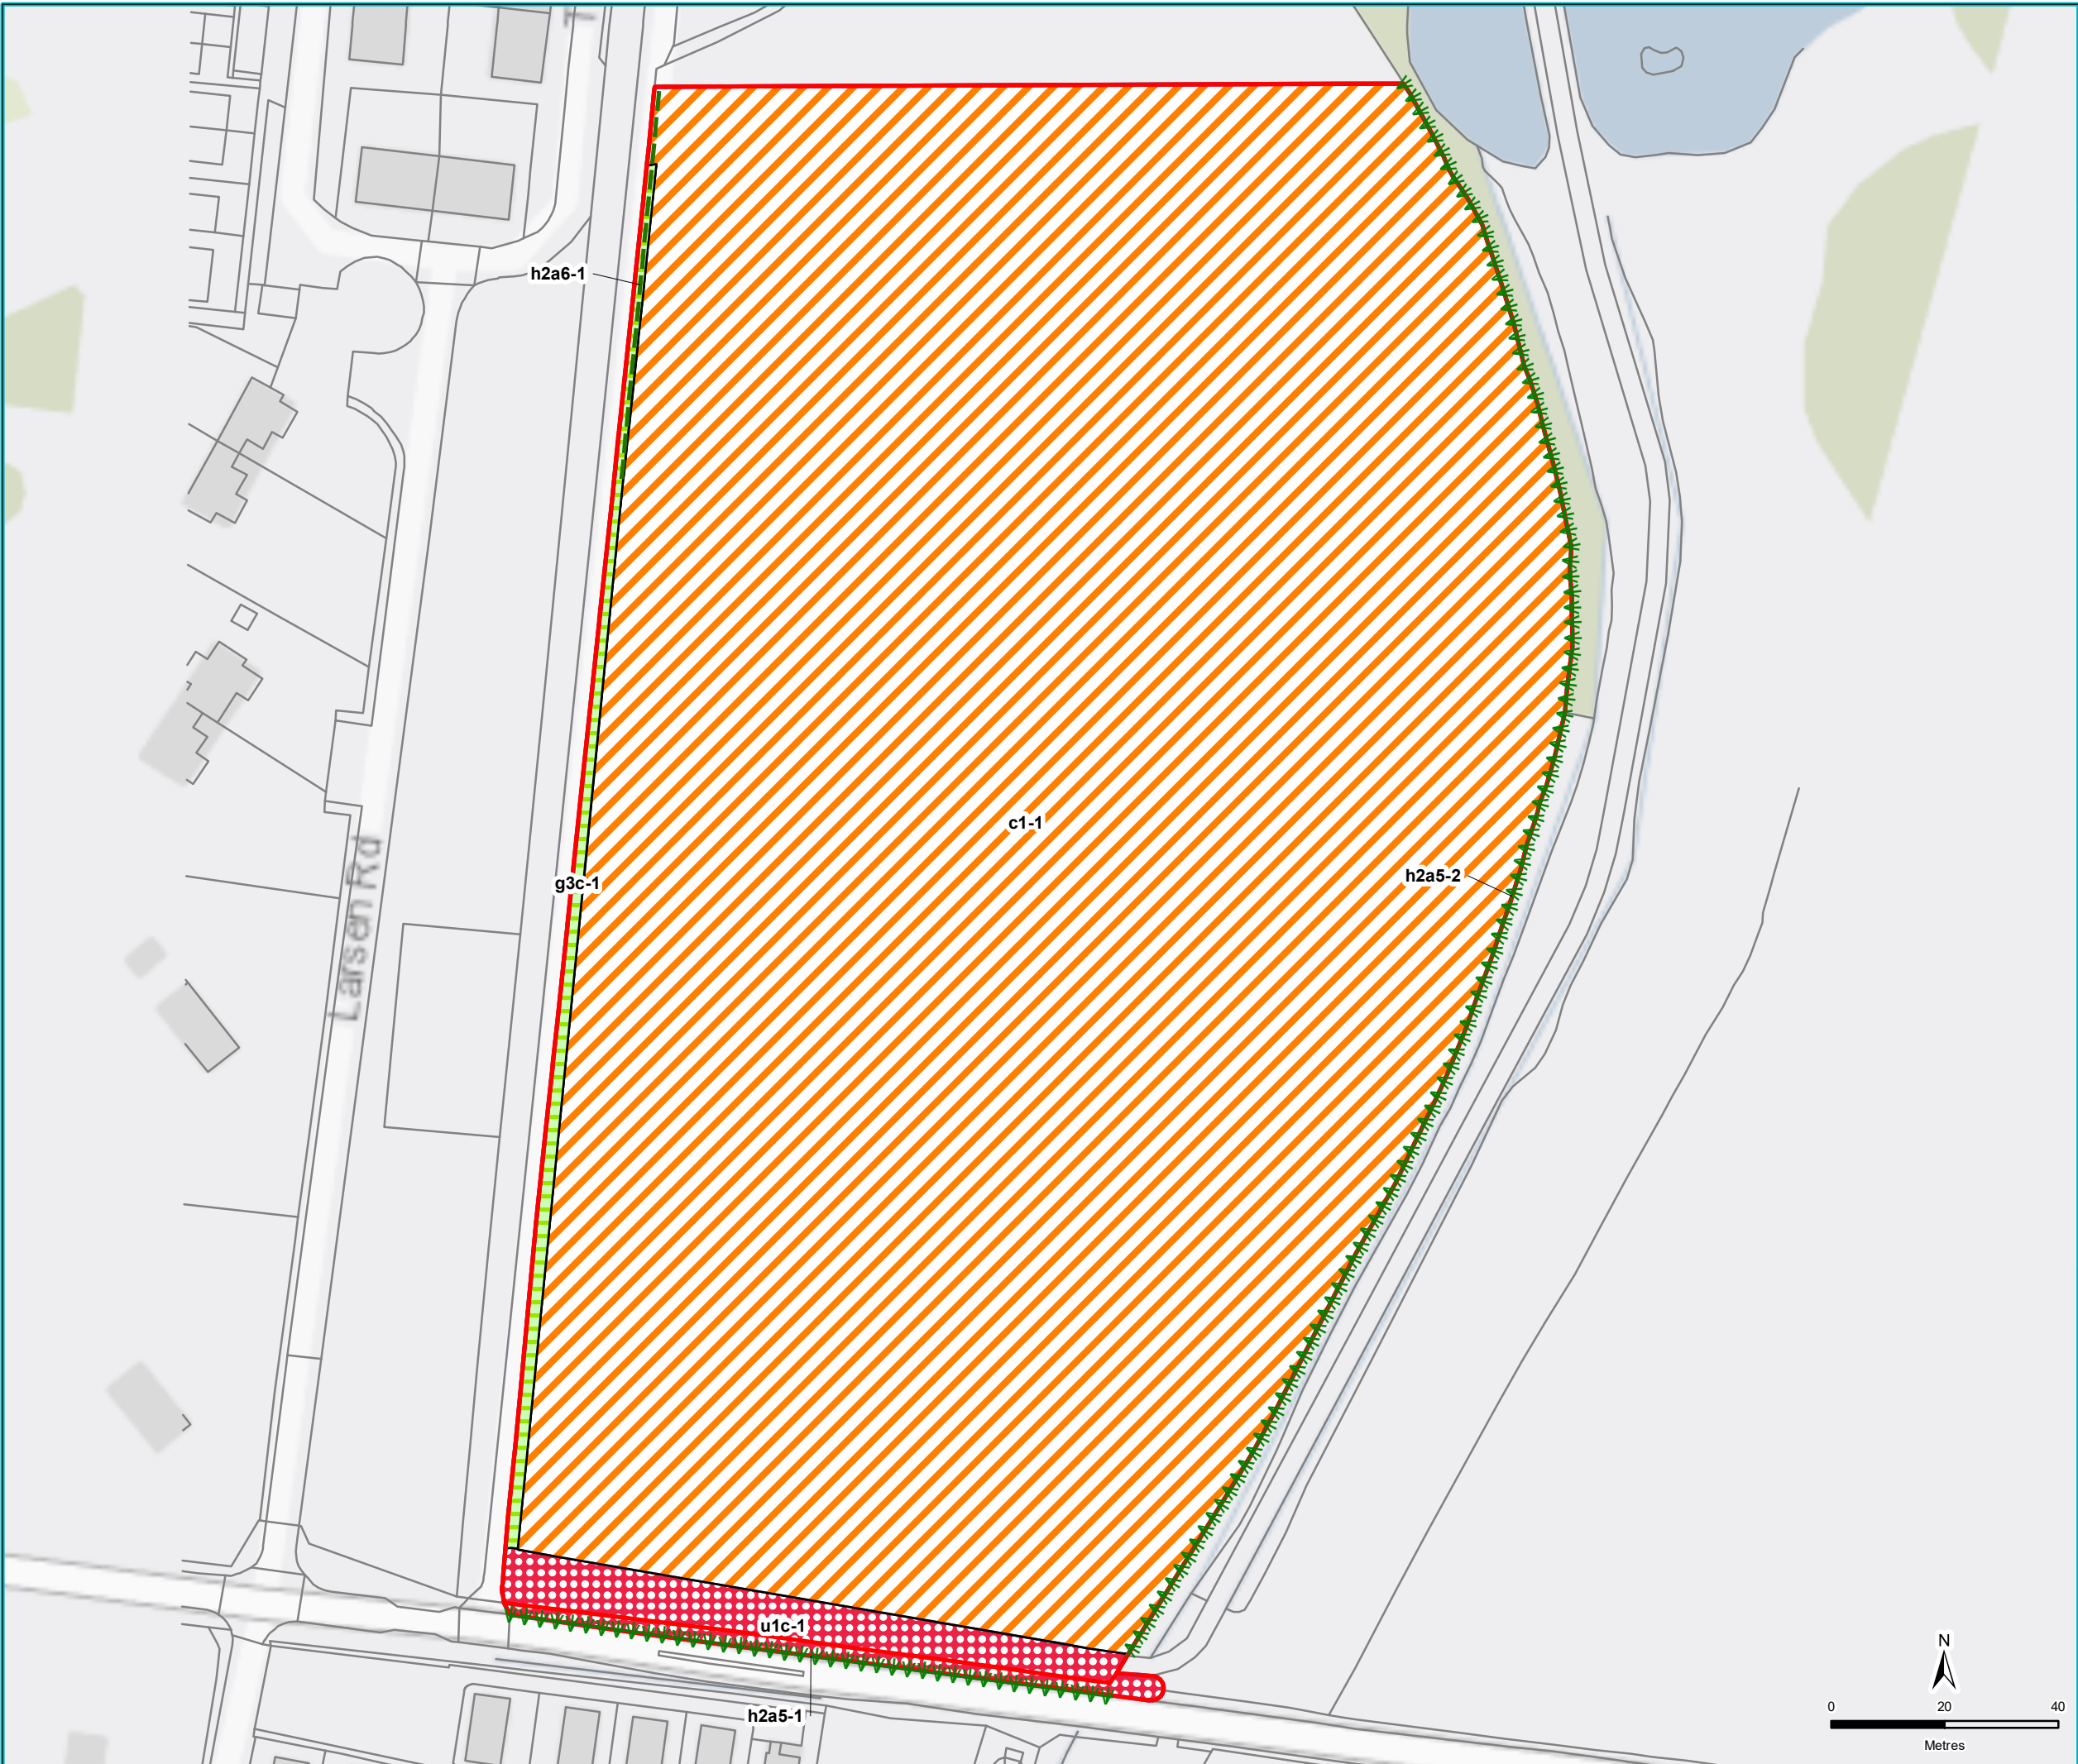 h2a6-1
c1-1
h2a5-2
g3c-1
Larsen Rd
u1c-1
h2a5-1
N
0 20 40
Metres